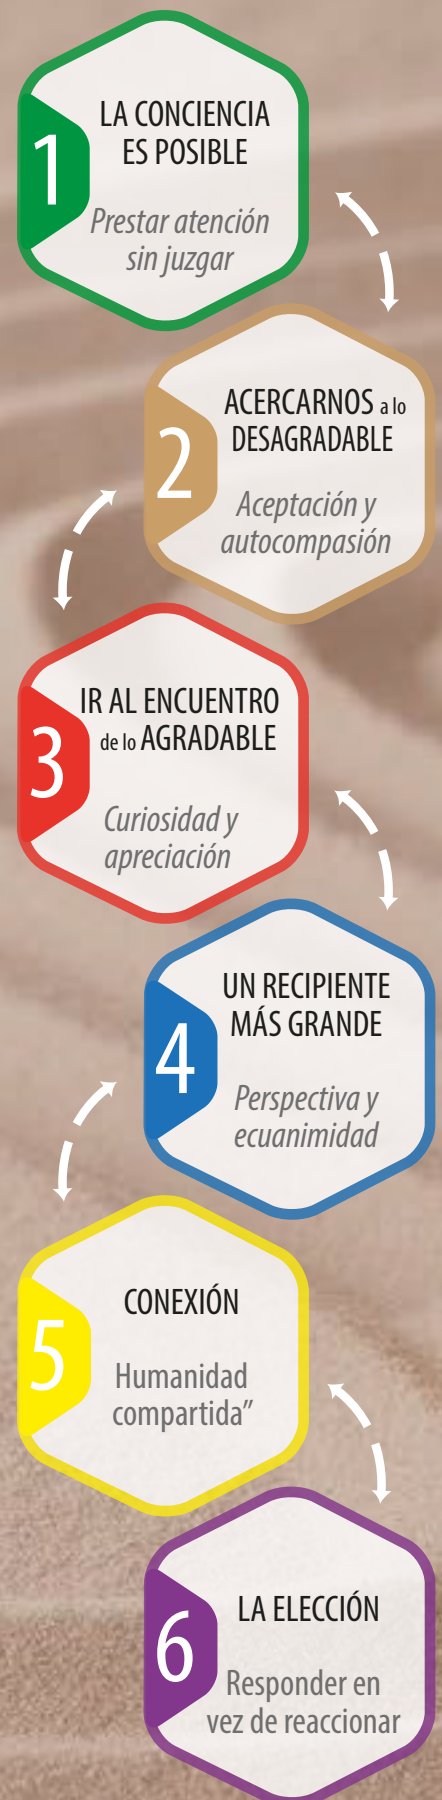 1
LA CONCIENCIA
ES POSIBLE
Prestar atención
sin juzgar
2
ACERCARNOS a lo
DESAGRADABLE
Aceptación y
autocompasión
3
IR AL ENCUENTRO
de lo AGRADABLE
Curiosidad y
apreciación
4
UN RECIPIENTE
MÁS GRANDE
Perspectiva y
ecuanimidad
5
CONEXIÓN
Humanidad
compartida”
6
LA ELECCIÓN
Responder en
vez de reaccionar